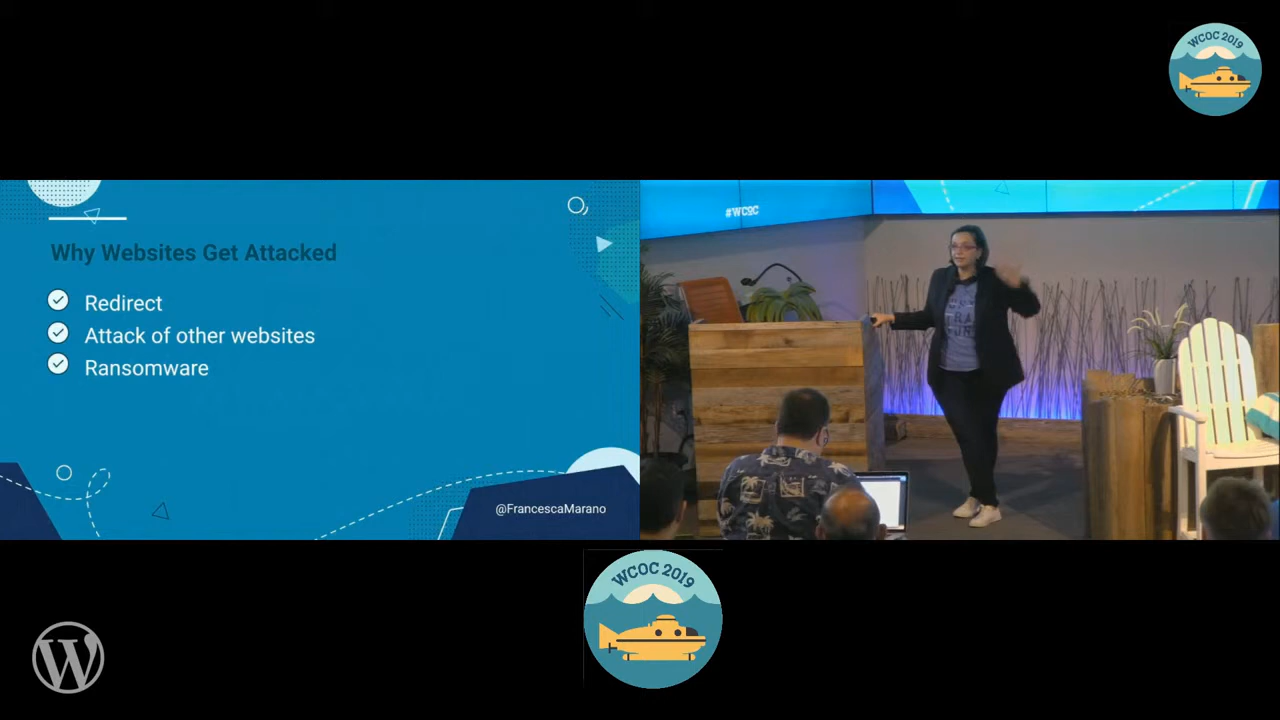 WCOC 2019
#WCOC
Why Websites Get Attacked
Redirect
Attack of other websites
Ransomware
@FrancescaMarano
WCOC 2019
W